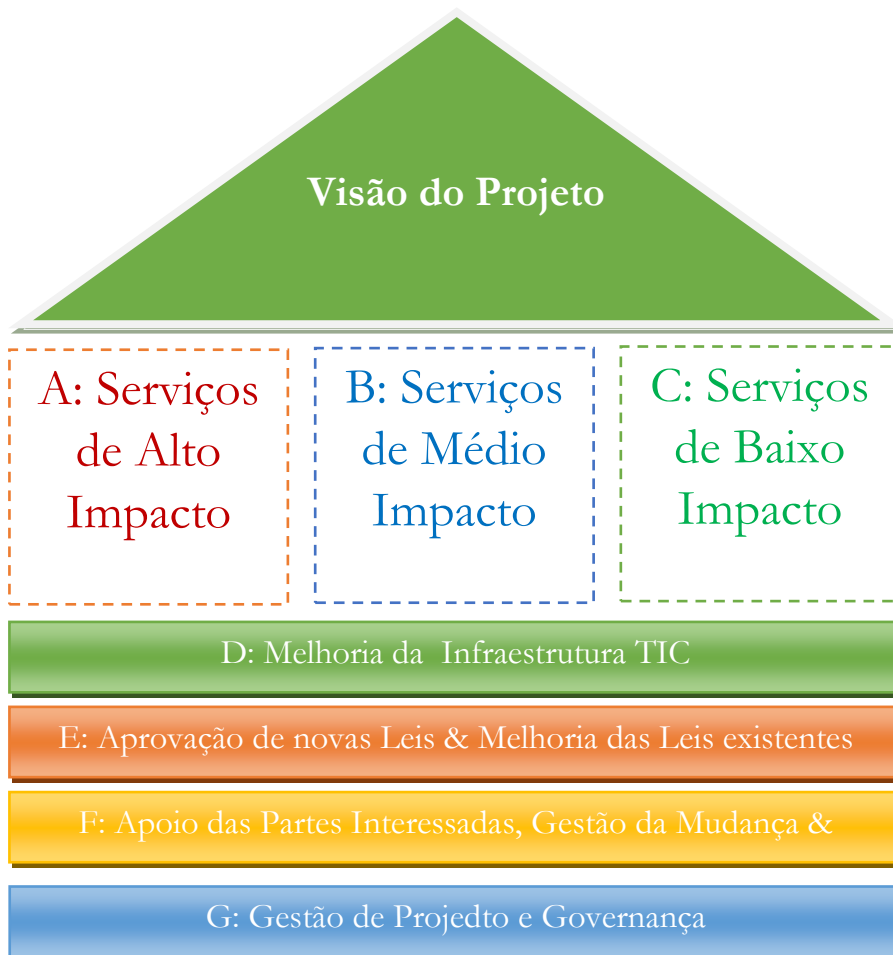 Visão do Projeto
A: Serviços
de Alto
Impacto
B: Serviços
de Médio
Impacto
C: Serviços
de Baixo
Impacto
D: Melhoria da Infraestrutura TIC
E: Aprovação de novas Leis & Melhoria das Leis existentes
F: Apoio das Partes Interessadas, Gestão da Mudança &
G: Gestão de Projedto e Governança